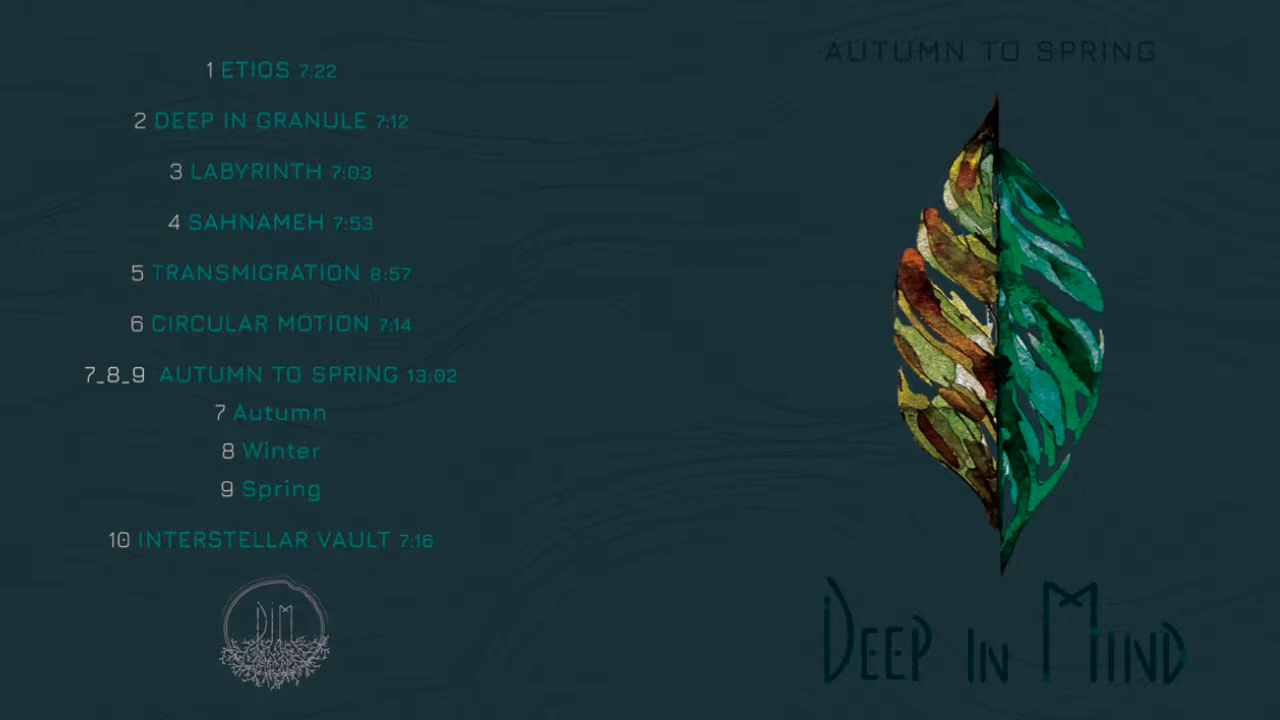 1 ETIOS 7:22
2 DEEP IN GRANULE 7:12
3 LABYRINTH 7:03
4 SAHNAMEH 7:53
5 TRANSMIGRATION 8:57
6 CIRCULAR MOTION 7:14
7_8_9 AUTUMN TO SPRING 13:02
7 Autumn
8 Winter
9 Spring
10 INTERSTELLAR VAULT 7:16
DIM
AUTUMN TO SPRING
DEEP IN MIND